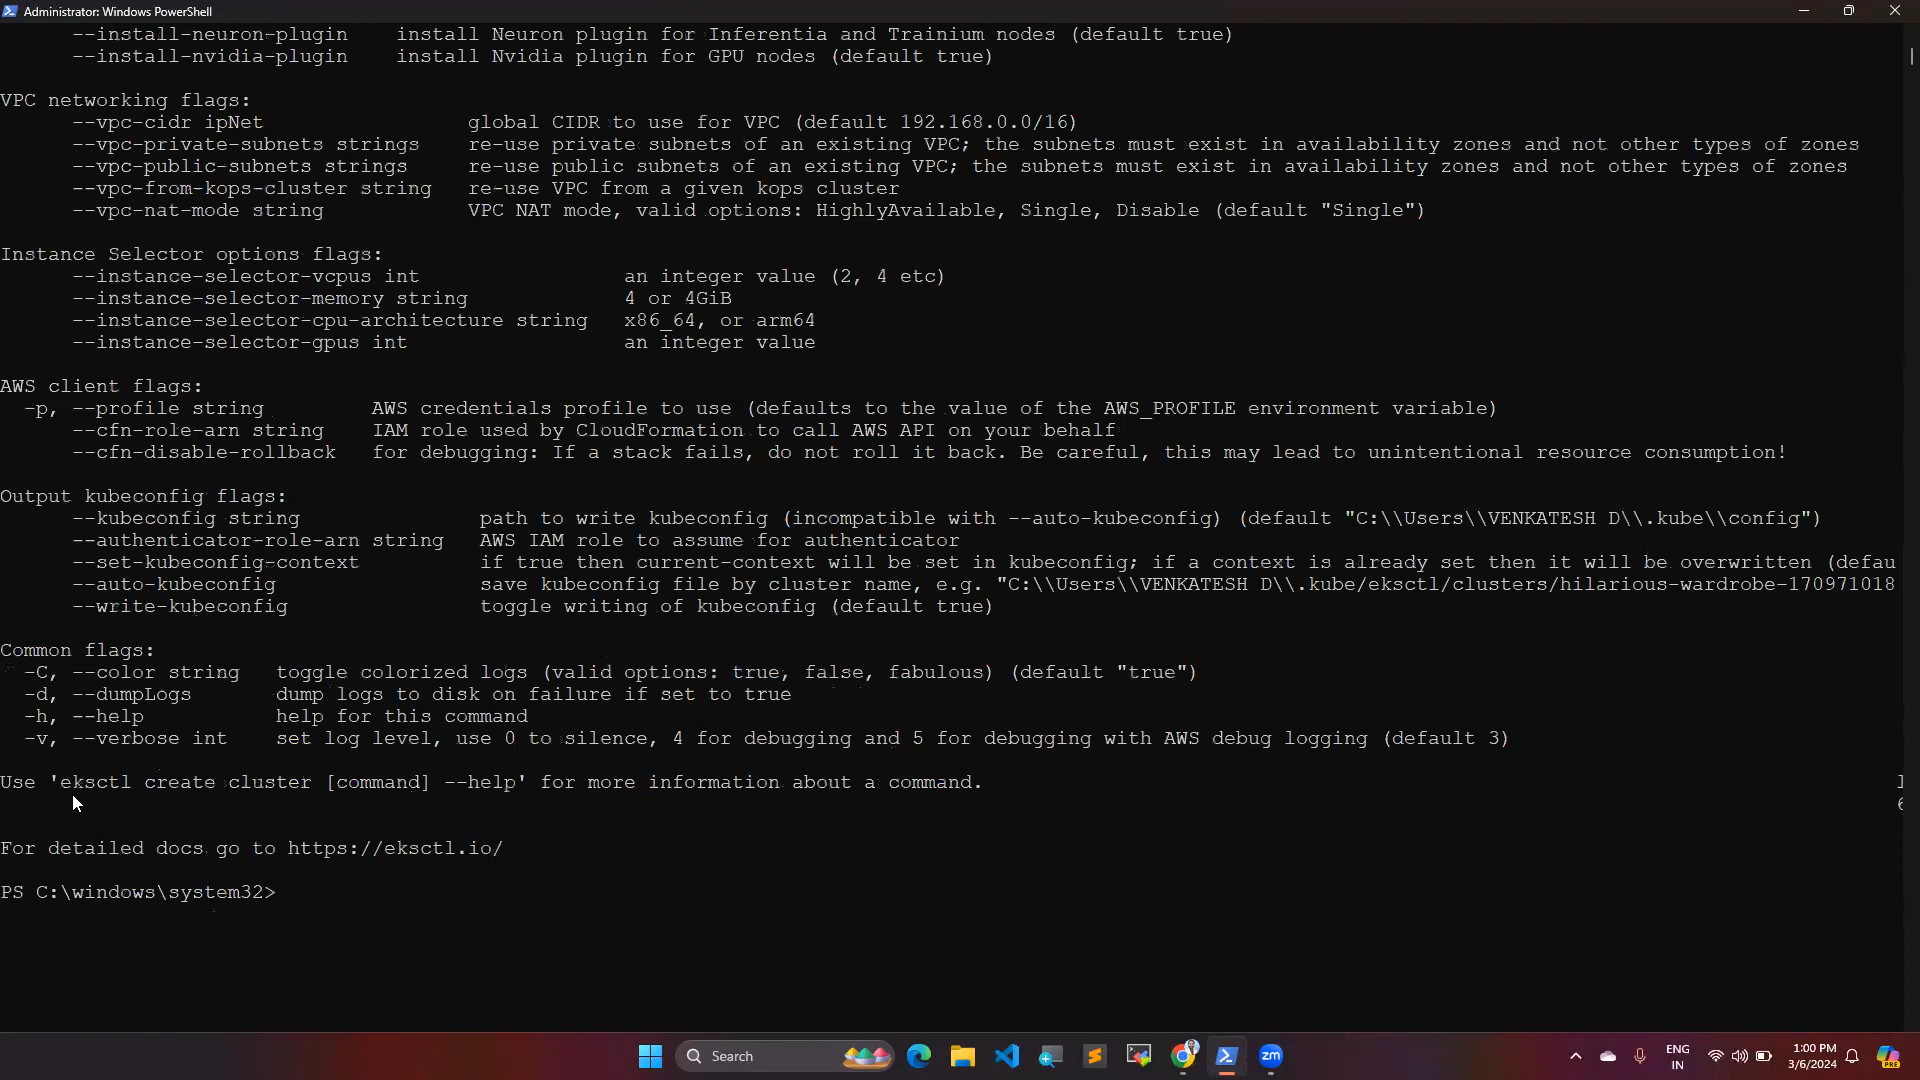 Administrator: Windows PowerShell
--install-neuron-plugin install Neuron plugin for Inferentia and Trainium nodes (default true)
--install-nvidia-plugin install Nvidia plugin for GPU nodes (default true)
VPC networking flags:
--vpc-cidr ipNet global CIDR to use for VPC (default 192.168.0.0/16)
--vpc-private-subnets strings re-use private subnets of an existing VPC; the subnets must exist in availability zones and not other types of zones
--vpc-public-subnets strings re-use public subnets of an existing VPC; the subnets must exist in availability zones and not other types of zones
--vpc-from-kops-cluster string re-use VPC from a given kops cluster
--vpc-nat-mode string VPC NAT mode, valid options: HighlyAvailable, Single, Disable (default "Single")
Instance Selector options flags:
--instance-selector-vcpus int an integer value (2, 4 etc)
--instance-selector-memory string 4 or 4GiB
--instance-selector-cpu-architecture string x86_64, or arm64
--instance-selector-gpus int an integer value
AWS client flags:
-p, --profile string AWS credentials profile to use (defaults to the value of the AWS_PROFILE environment variable)
--cfn-role-arn string IAM role used by CloudFormation to call AWS API on your behalf
--cfn-disable-rollback for debugging: If a stack fails, do not roll it back. Be careful, this may lead to unintentional resource consumption!
Output kubeconfig flags:
--kubeconfig string path to write kubeconfig (incompatible with --auto-kubeconfig) (default "C:\\Users\\VENKATESH D\\.kube\\config")
--authenticator-role-arn string AWS IAM role to assume for authenticator
--set-kubeconfig-context if true then current-context will be set in kubeconfig; if a context is already set then it will be overwritten (defau
--auto-kubeconfig save kubeconfig file by cluster name, e.g. "C:\\Users\\VENKATESH D\\.kube/eksctl/clusters/hilarious-wardrobe-170971018
--write-kubeconfig toggle writing of kubeconfig (default true)
Common flags:
-C, --color string toggle colorized logs (valid options: true, false, fabulous) (default "true")
-d, --dumpLogs dump logs to disk on failure if set to true
-h, --help help for this command
-v, --verbose int set log level, use 0 to silence, 4 for debugging and 5 for debugging with AWS debug logging (default 3)
Use 'eksctl create cluster [command] --help' for more information about a command.
For detailed docs go to https://eksctl.io/
PS C:\windows\system32>
Search
zm
ENG
IN
1:00 PM
3/6/2024
PRE